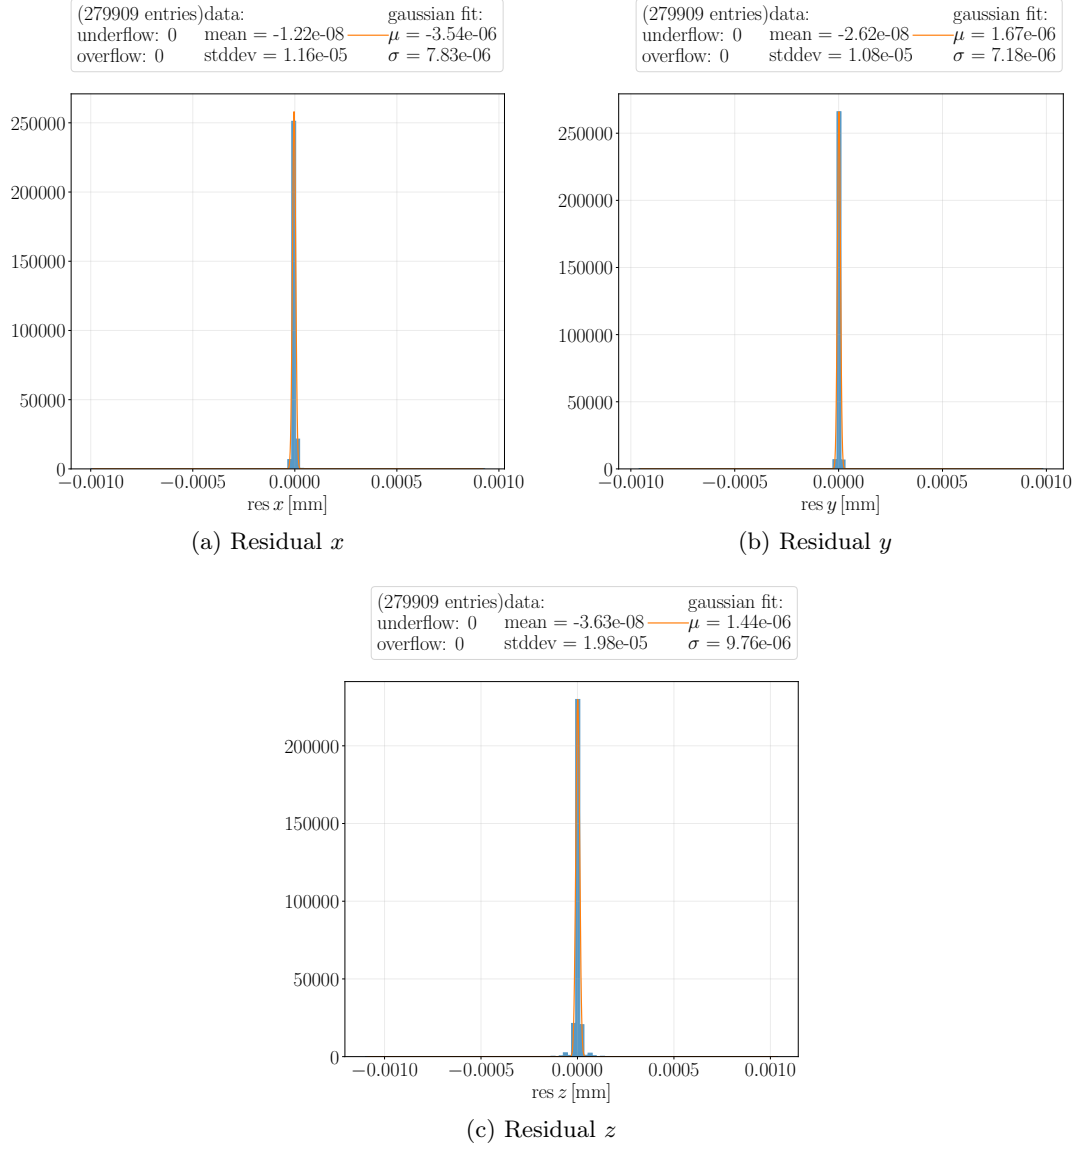 (279909 entries) data: gaussian fit:
underflow: 0 mean = -1.22e-08 μ = -3.54e-06
overflow: 0 stddev = 1.16e-05 σ = 7.83e-06
250000
200000
150000
100000
50000
0
−0.0010 −0.0005 0.0000 0.0005 0.0010
res x [mm]
(a) Residual x
(279909 entries) data: gaussian fit:
underflow: 0 mean = -2.62e-08 μ = 1.67e-06
overflow: 0 stddev = 1.08e-05 σ = 7.18e-06
250000
200000
150000
100000
50000
0
−0.0010 −0.0005 0.0000 0.0005 0.0010
res y [mm]
(b) Residual y
(279909 entries) data: gaussian fit:
underflow: 0 mean = -3.63e-08 μ = 1.44e-06
overflow: 0 stddev = 1.98e-05 σ = 9.76e-06
200000
150000
100000
50000
0
−0.0010 −0.0005 0.0000 0.0005 0.0010
res z [mm]
(c) Residual z